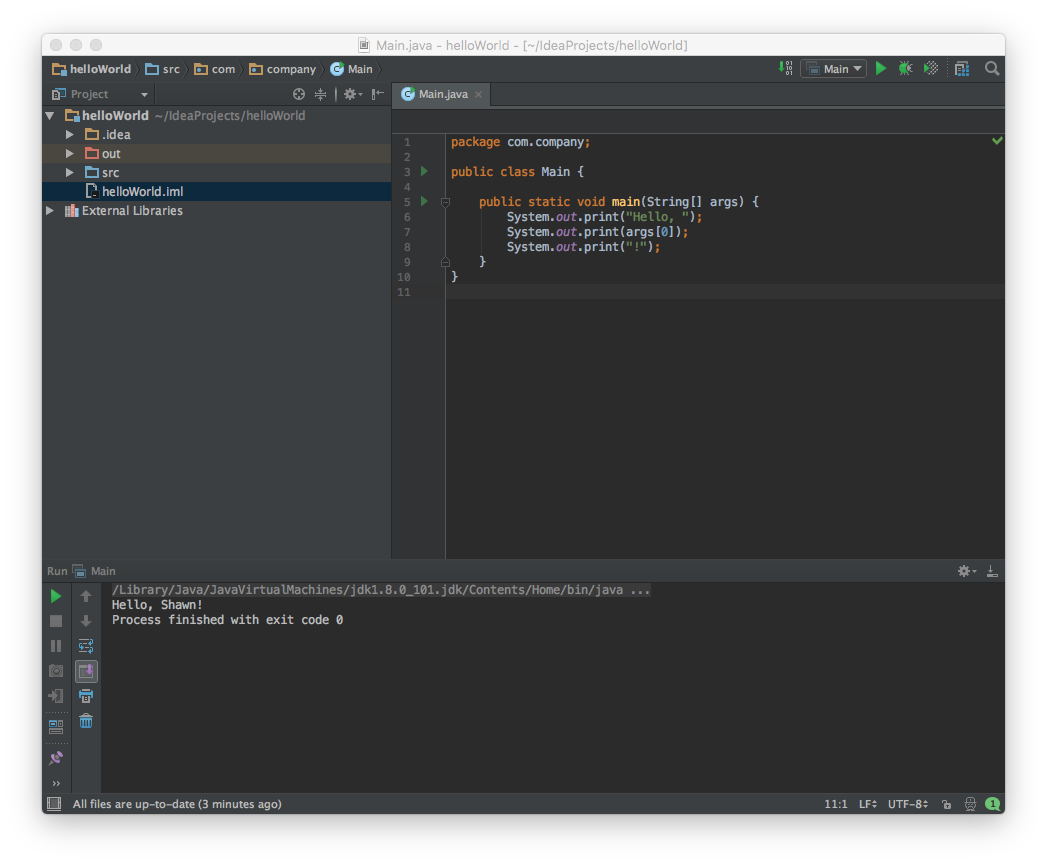 Main.java - helloWorld - [~/IdeaProjects/helloWorld]
helloWorld src com company Main Main
Project Main.java
helloWorld ~/IdeaProjects/helloWorld
.idea
out
src
helloWorld.iml
External Libraries
1 package com.company;
2
3 public class Main {
4
5 public static void main(String[] args) {
6 System.out.print("Hello, ");
7 System.out.print(args[0]);
8 System.out.print("!");
9 }
10 }
11
Run Main
/Library/Java/JavaVirtualMachines/jdk1.8.0_101.jdk/Contents/Home/bin/java ...
Hello, Shawn!
Process finished with exit code 0
All files are up-to-date (3 minutes ago) 11:1 LF UTF-8 1